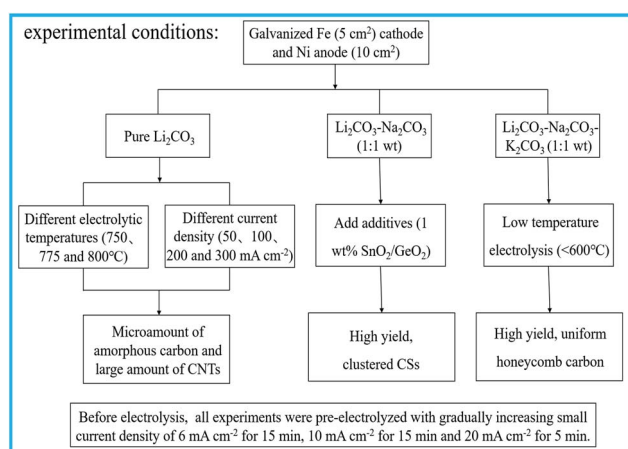 experimental conditions:
Galvanized Fe (5 cm²) cathode
and Ni anode (10 cm²)
Pure Li₂CO₃
Li₂CO₃-Na₂CO₃
(1:1 wt)
Li₂CO₃-Na₂CO₃-
K₂CO₃ (1:1 wt)
Different electrolytic
temperatures (750、
775 and 800℃)
Different current
density (50、100、
200 and 300 mA cm⁻²)
Add additives (1
wt% SnO₂/GeO₂)
Low temperature
electrolysis (<600℃)
Microamount of
amorphous carbon and
large amount of CNTs
High yield,
clustered CSs
High yield, uniform
honeycomb carbon
Before electrolysis, all experiments were pre-electrolyzed with gradually increasing small
current density of 6 mA cm⁻² for 15 min, 10 mA cm⁻² for 15 min and 20 mA cm⁻² for 5 min.